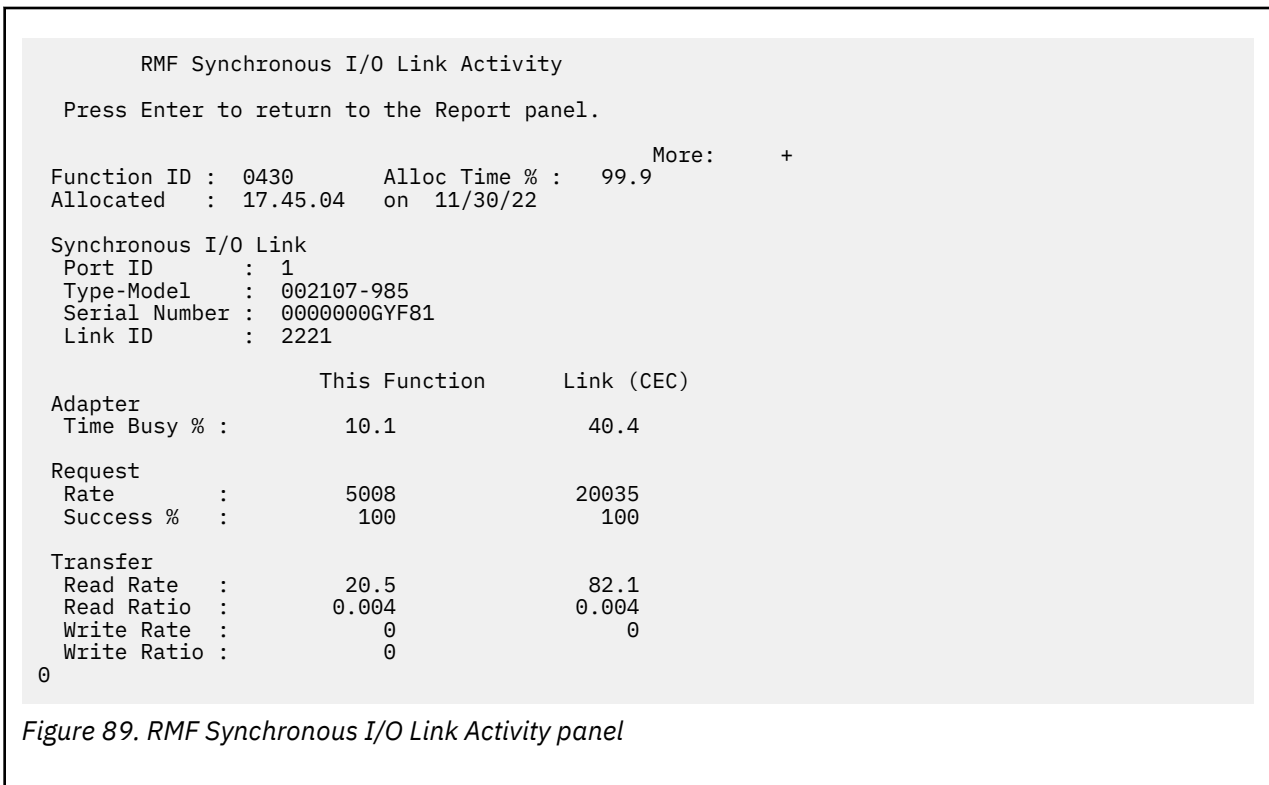 RMF Synchronous I/O Link Activity
Press Enter to return to the Report panel.
More:     +
Function ID :  0430       Alloc Time % :   99.9
Allocated   :  17.45.04   on  11/30/22
Synchronous I/O Link
Port ID       :  1
Type-Model    :  002107-985
Serial Number :  0000000GYF81
Link ID       :  2221
This Function      Link (CEC)
Adapter
Time Busy % :         10.1               40.4
Request
Rate        :         5008              20035
Success %   :          100                100
Transfer
Read Rate   :         20.5               82.1
Read Ratio  :        0.004              0.004
Write Rate  :            0                  0
Write Ratio :            0
0
Figure 89. RMF Synchronous I/O Link Activity panel